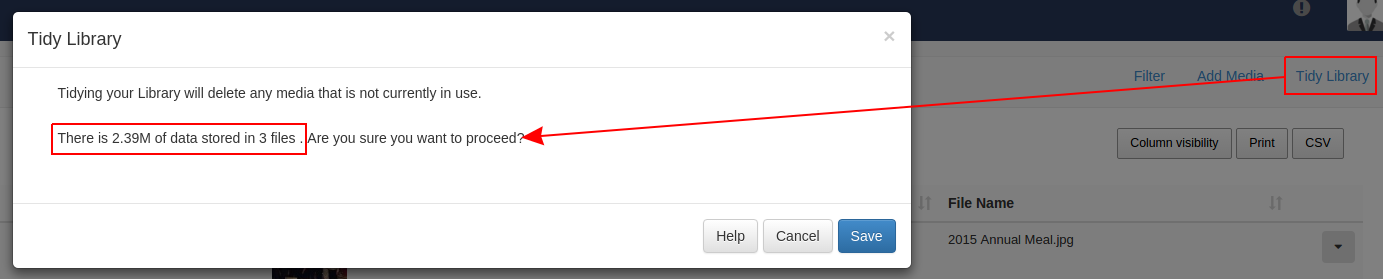 Tidy Library
×
Filter Add Media Tidy Library
Tidying your Library will delete any media that is not currently in use.
There is 2.39M of data stored in 3 files . Are you sure you want to proceed?
Column visibility Print CSV
File Name
Help Cancel Save
2015 Annual Meal.jpg